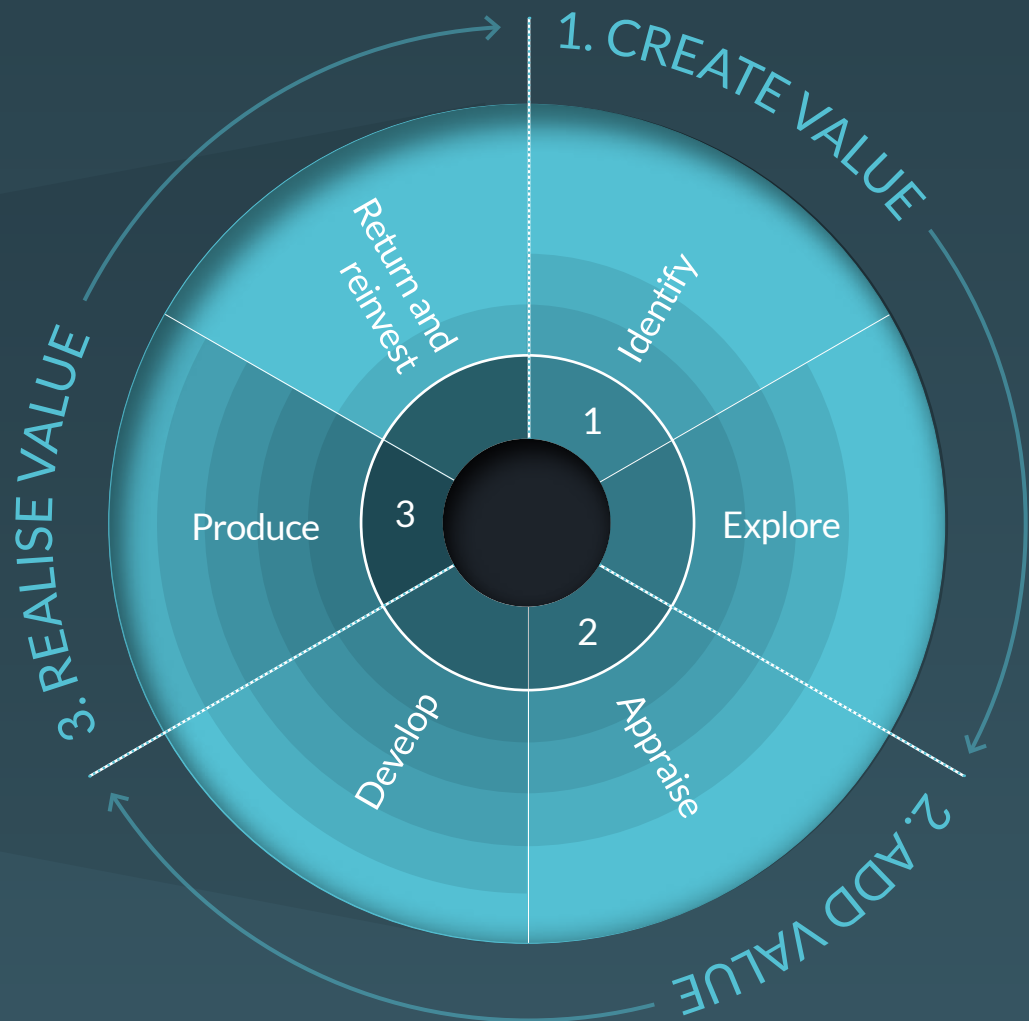 1. CREATE VALUE
Identify
1
Explore
2. ADD VALUE
2
Appraise
Develop
3. REALISE VALUE
3
Produce
Return and
reinvest